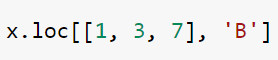 x.loc[[1, 3, 7], 'B']